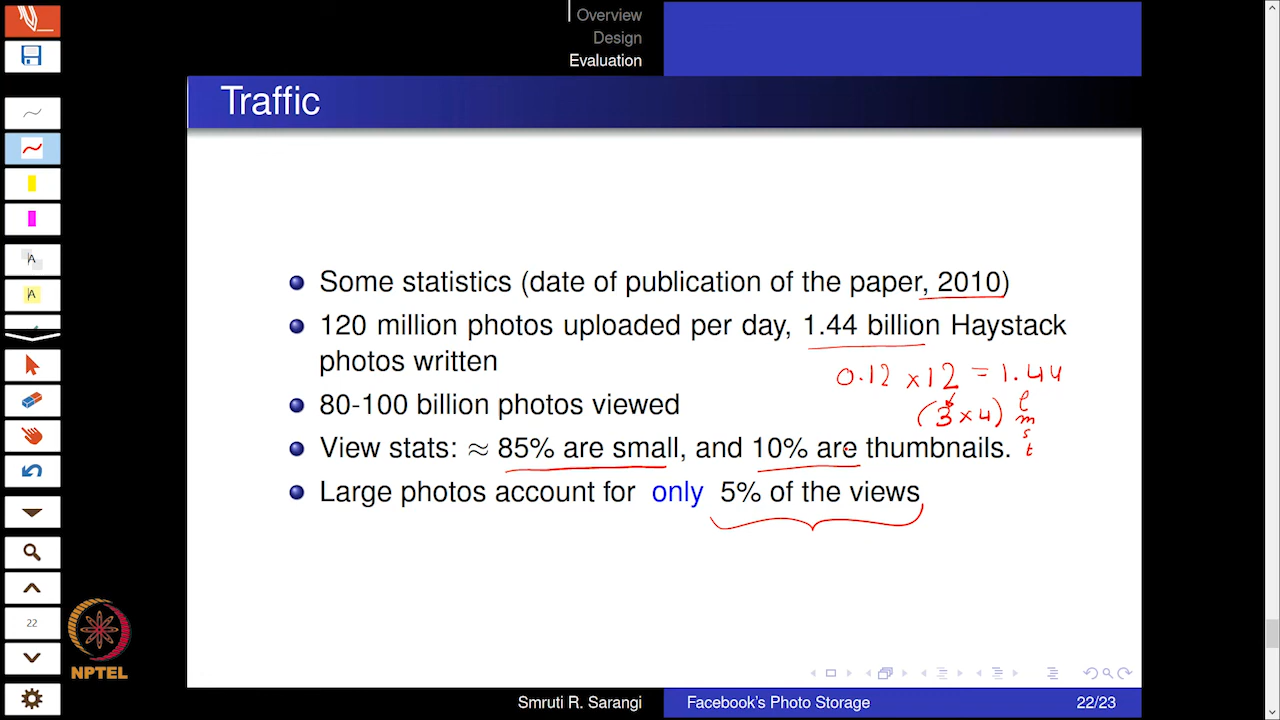 Overview
Design
Evaluation
Traffic
Some statistics (date of publication of the paper, 2010)
120 million photos uploaded per day, 1.44 billion Haystack
photos written
0.12 × 12 = 1.44
80-100 billion photos viewed
(3 × 4) l
m
s
t
View stats: ≈ 85% are small, and 10% are thumbnails.
Large photos account for only 5% of the views
A
A
22
NPTEL
Smruti R. Sarangi
Facebook's Photo Storage
22/23